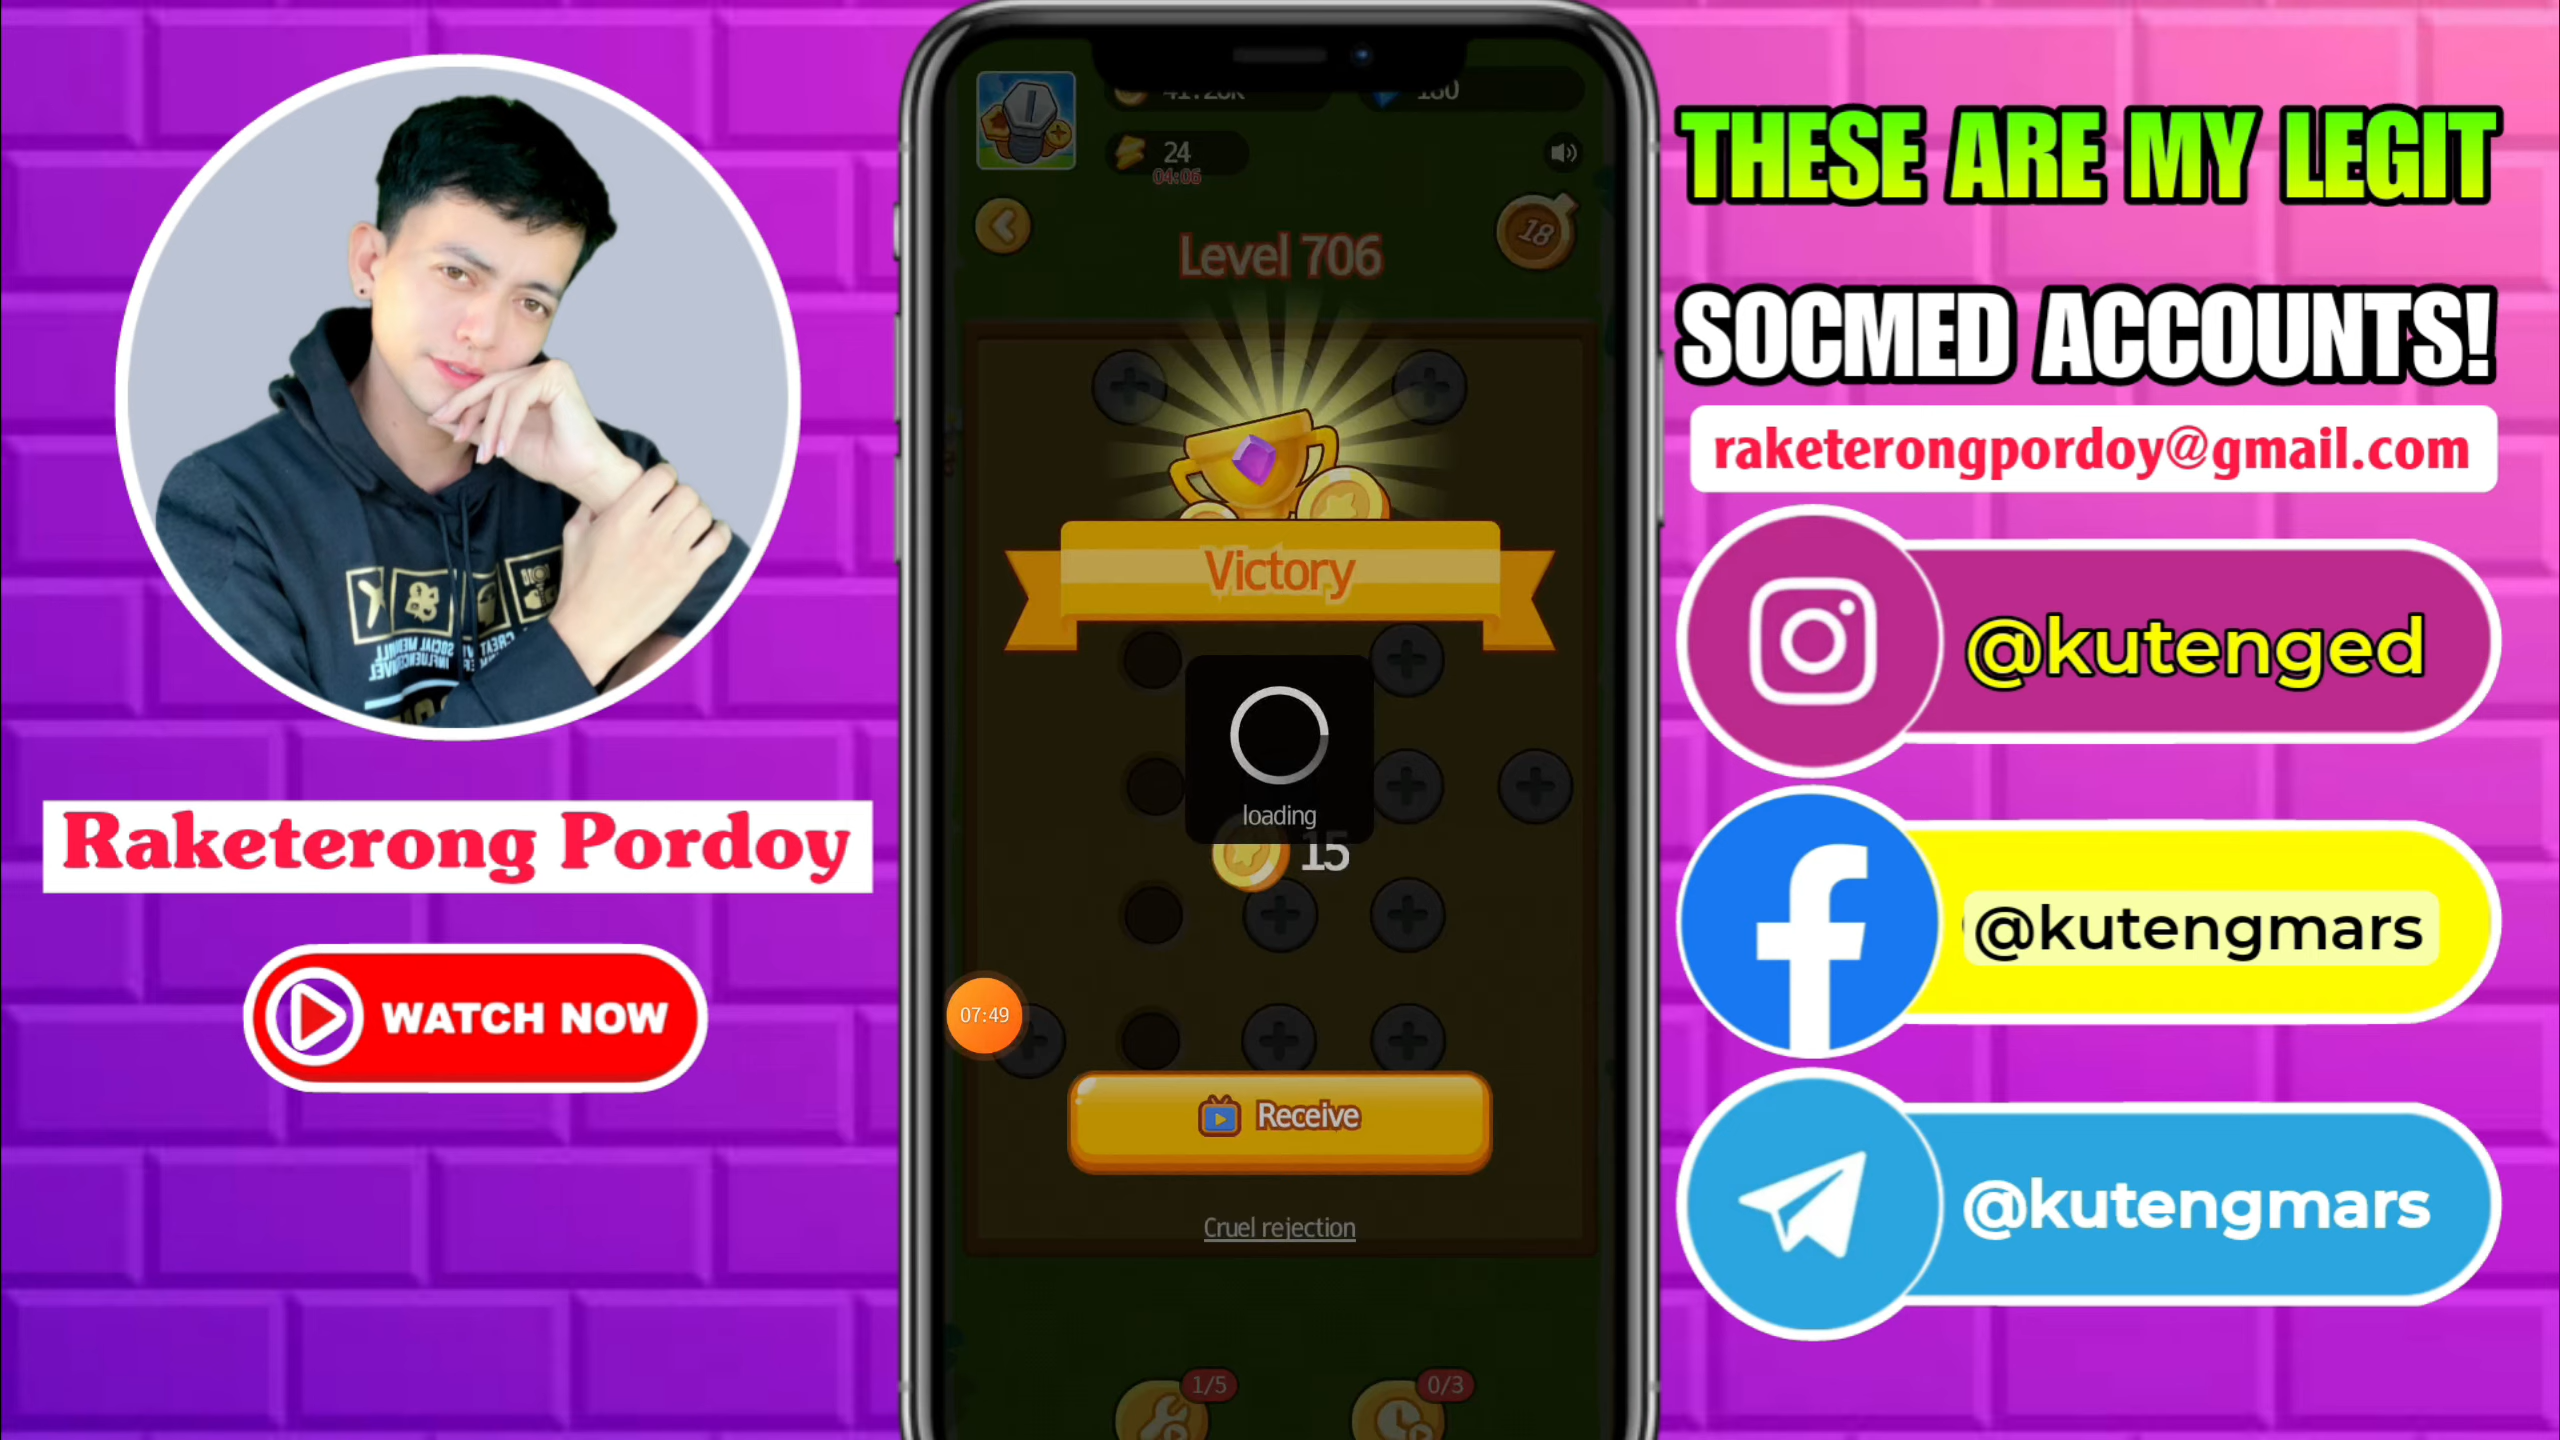 24
04:06
18
Level 706
Victory
loading
15
07:49
Receive
Cruel rejection
1/5
0/3
Raketerong Pordoy
WATCH NOW
THESE ARE MY LEGIT
SOCMED ACCOUNTS!
raketerongpordoy@gmail.com
@kutenged
@kutengmars
@kutengmars